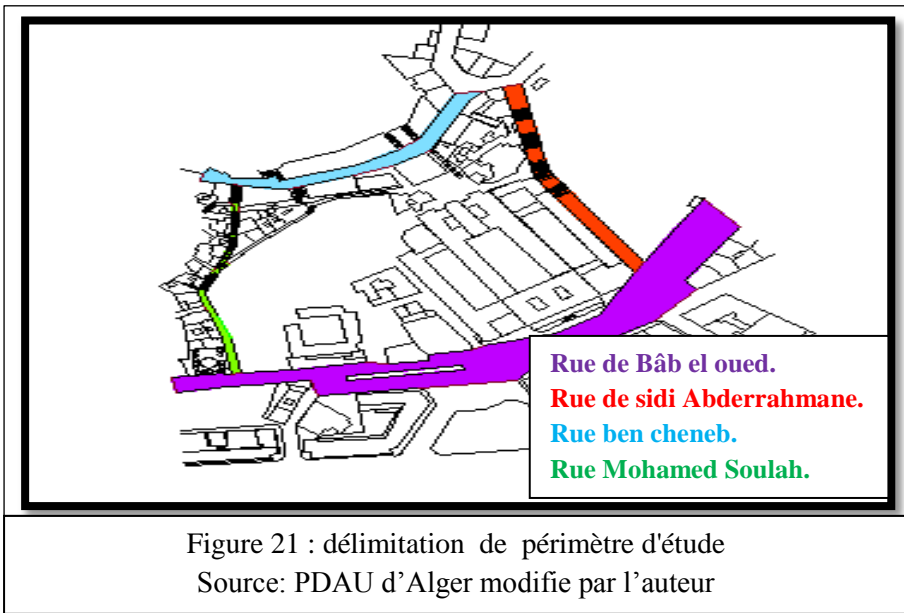 Rue de Bâb el oued.
Rue de sidi Abderrahmane.
Rue ben cheneb.
Rue Mohamed Soulah.
Figure 21 : délimitation de périmètre d'étude
Source: PDAU d’Alger modifie par l’auteur